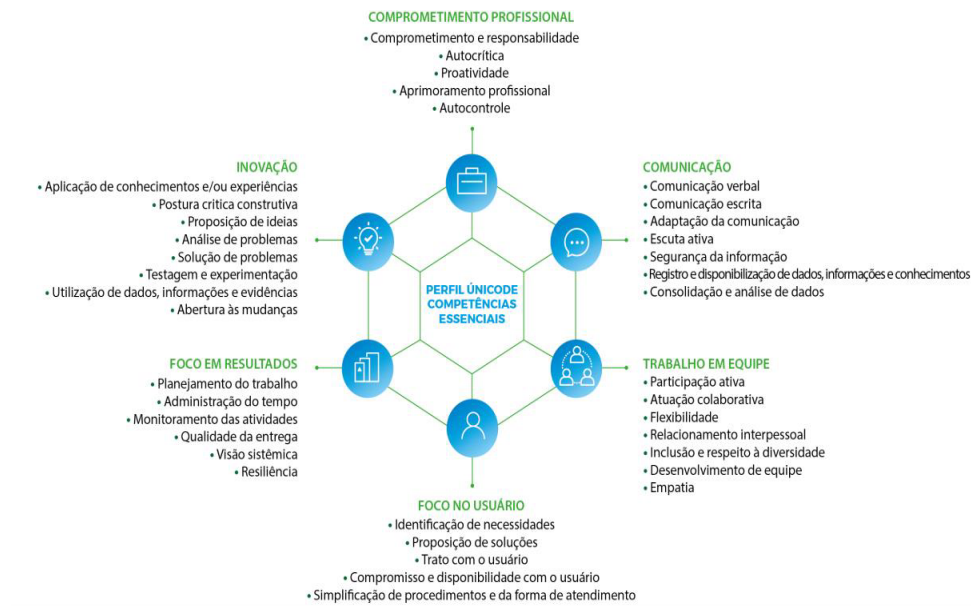 COMPROMETIMENTO PROFISSIONAL
• Comprometimento e responsabilidade
• Autocrítica
• Proatividade
• Aprimoramento profissional
• Autocontrole
INOVAÇÃO
• Aplicação de conhecimentos e/ou experiências
• Postura critica construtiva
• Proposição de ideias
• Análise de problemas
• Solução de problemas
• Testagem e experimentação
• Utilização de dados, informações e evidências
• Abertura às mudanças
COMUNICAÇÃO
• Comunicação verbal
• Comunicação escrita
• Adaptação da comunicação
• Escuta ativa
• Segurança da informação
• Registro e disponibilização de dados, informações e conhecimentos
• Consolidação e análise de dados
PERFIL ÚNICODE
COMPETÊNCIAS
ESSENCIAIS
FOCO EM RESULTADOS
• Planejamento do trabalho
• Administração do tempo
• Monitoramento das atividades
• Qualidade da entrega
• Visão sistêmica
• Resiliência
TRABALHO EM EQUIPE
• Participação ativa
• Atuação colaborativa
• Flexibilidade
• Relacionamento interpessoal
• Inclusão e respeito à diversidade
• Desenvolvimento de equipe
• Empatia
FOCO NO USUÁRIO
• Identificação de necessidades
• Proposição de soluções
• Trato com o usuário
• Compromisso e disponibilidade com o usuário
• Simplificação de procedimentos e da forma de atendimento